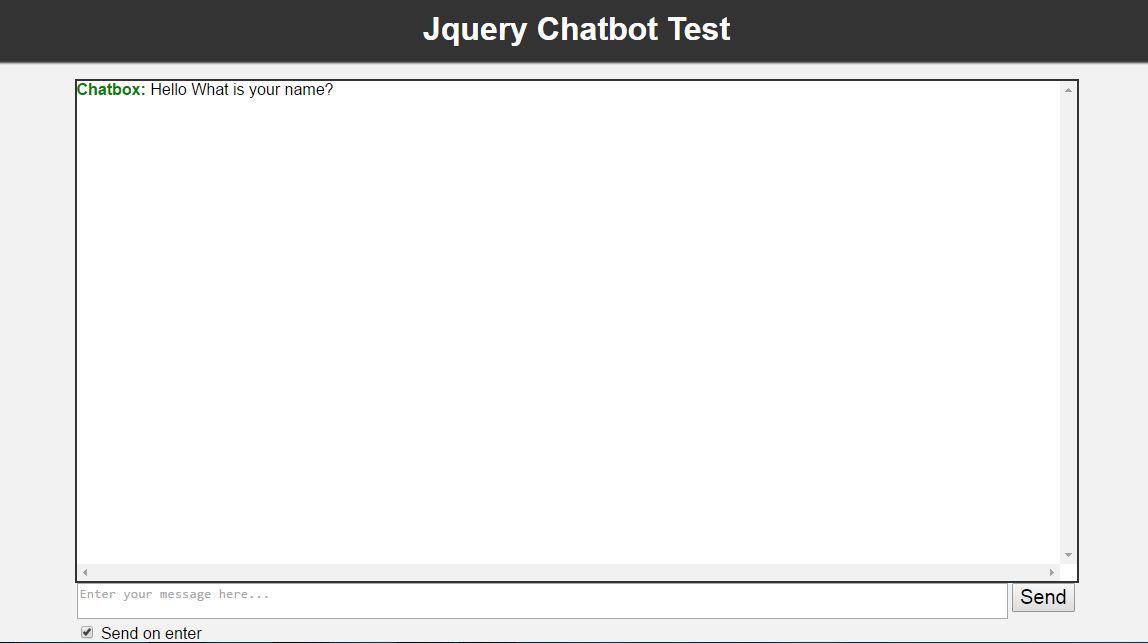 Jquery Chatbot Test
Chatbox: Hello What is your name?
Enter your message here...
Send
Send on enter